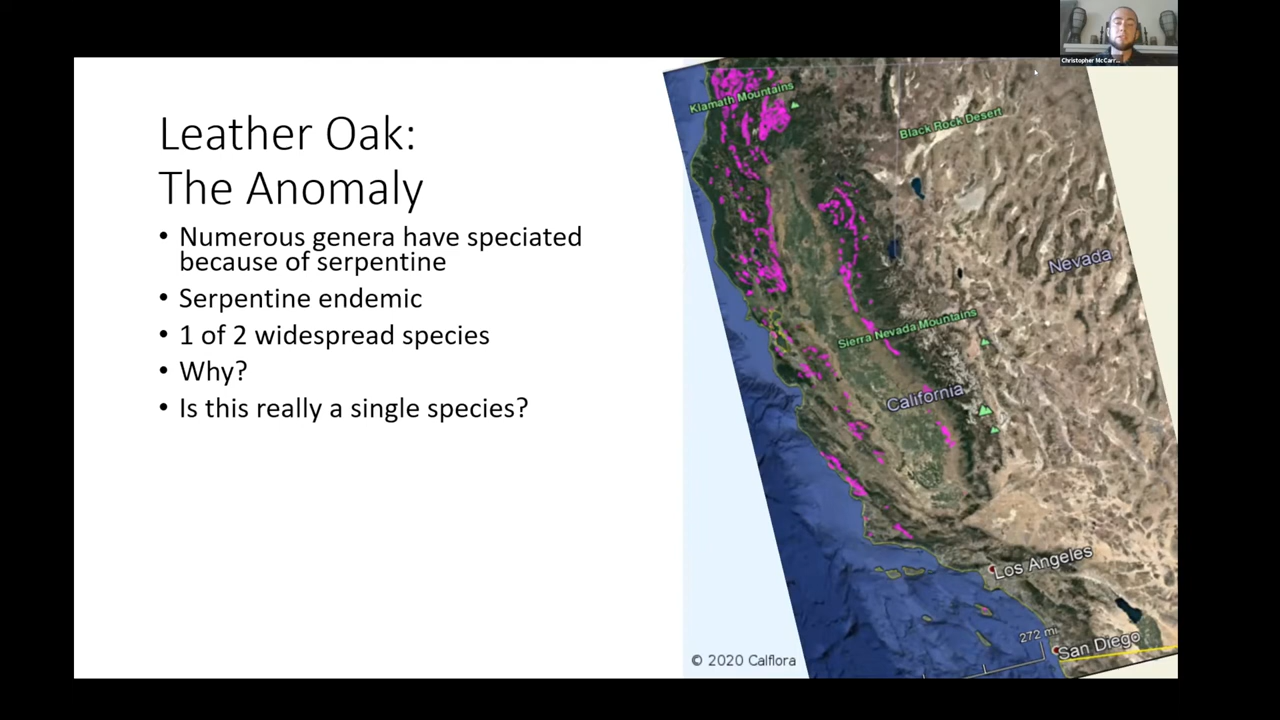 Christopher McCarr...
Leather Oak:
The Anomaly
• Numerous genera have speciated
because of serpentine
• Serpentine endemic
• 1 of 2 widespread species
• Why?
• Is this really a single species?
Klamath Mountains
Black Rock Desert
Nevada
Sierra Nevada Mountains
California
Los Angeles
272 mi
San Diego
© 2020 Calflora